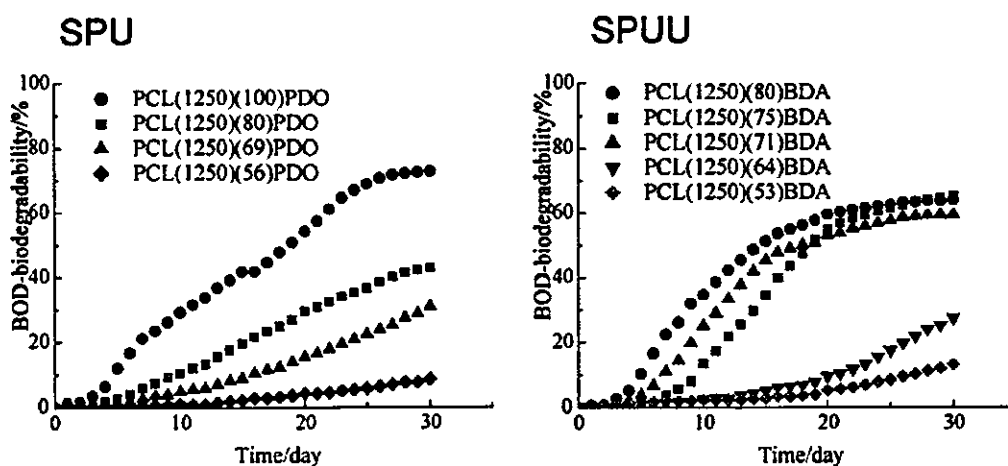 SPU
100
80
60
40
20
0
BOD-biodegradability/%
PCL(1250)(100)PDO
PCL(1250)(80)PDO
PCL(1250)(69)PDO
PCL(1250)(56)PDO
10
20
30
Time/day
SPUU
100
80
60
40
20
0
BOD-biodegradability/%
PCL(1250)(80)BDA
PCL(1250)(75)BDA
PCL(1250)(71)BDA
PCL(1250)(64)BDA
PCL(1250)(53)BDA
10
20
30
Time/day